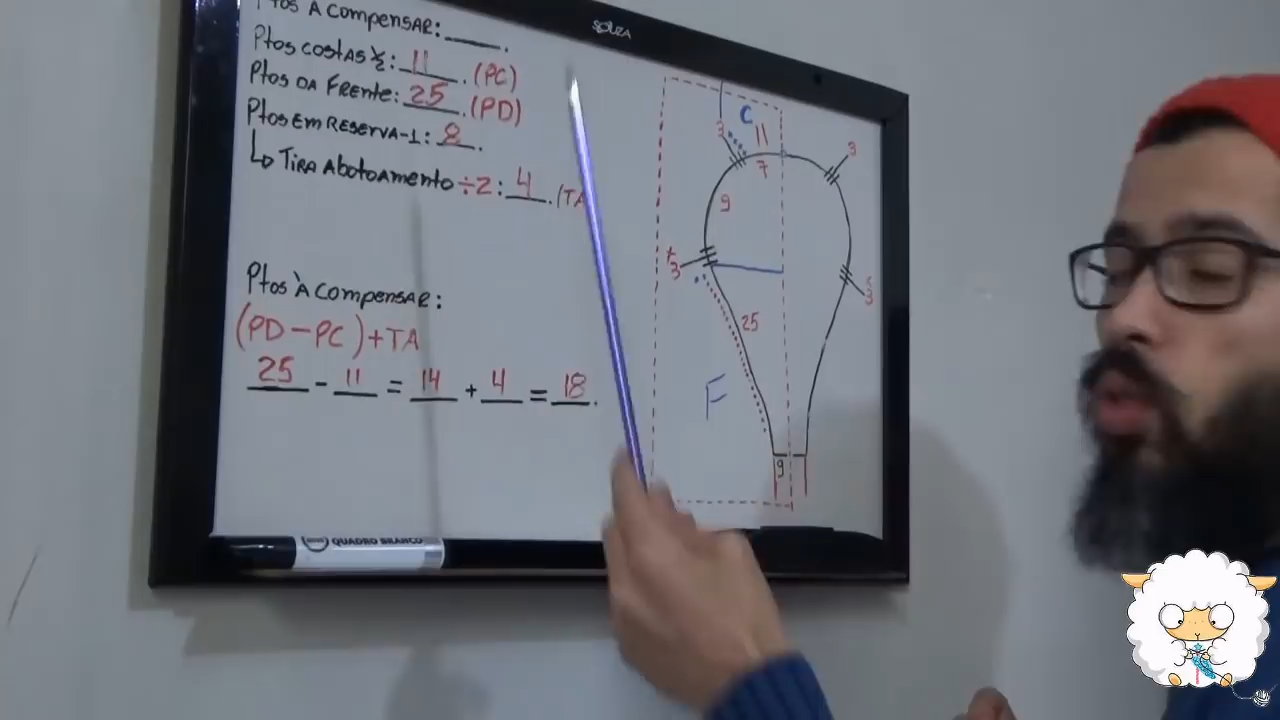 Ptos A compensar: ____.
SOUZA
Ptos costas ½: 11. (PC)
Ptos da Frente: 25. (PD)
Ptos em Reserva-1: 8.
↳ Tira Abotoamento ÷2: 4. (TA
Ptos À compensar:
(PD-PC)+TA
25 - 11 = 14 + 4 = 18.
QUADRO BRANCO
C
3
11
7
3
9
3
3
25
F
9